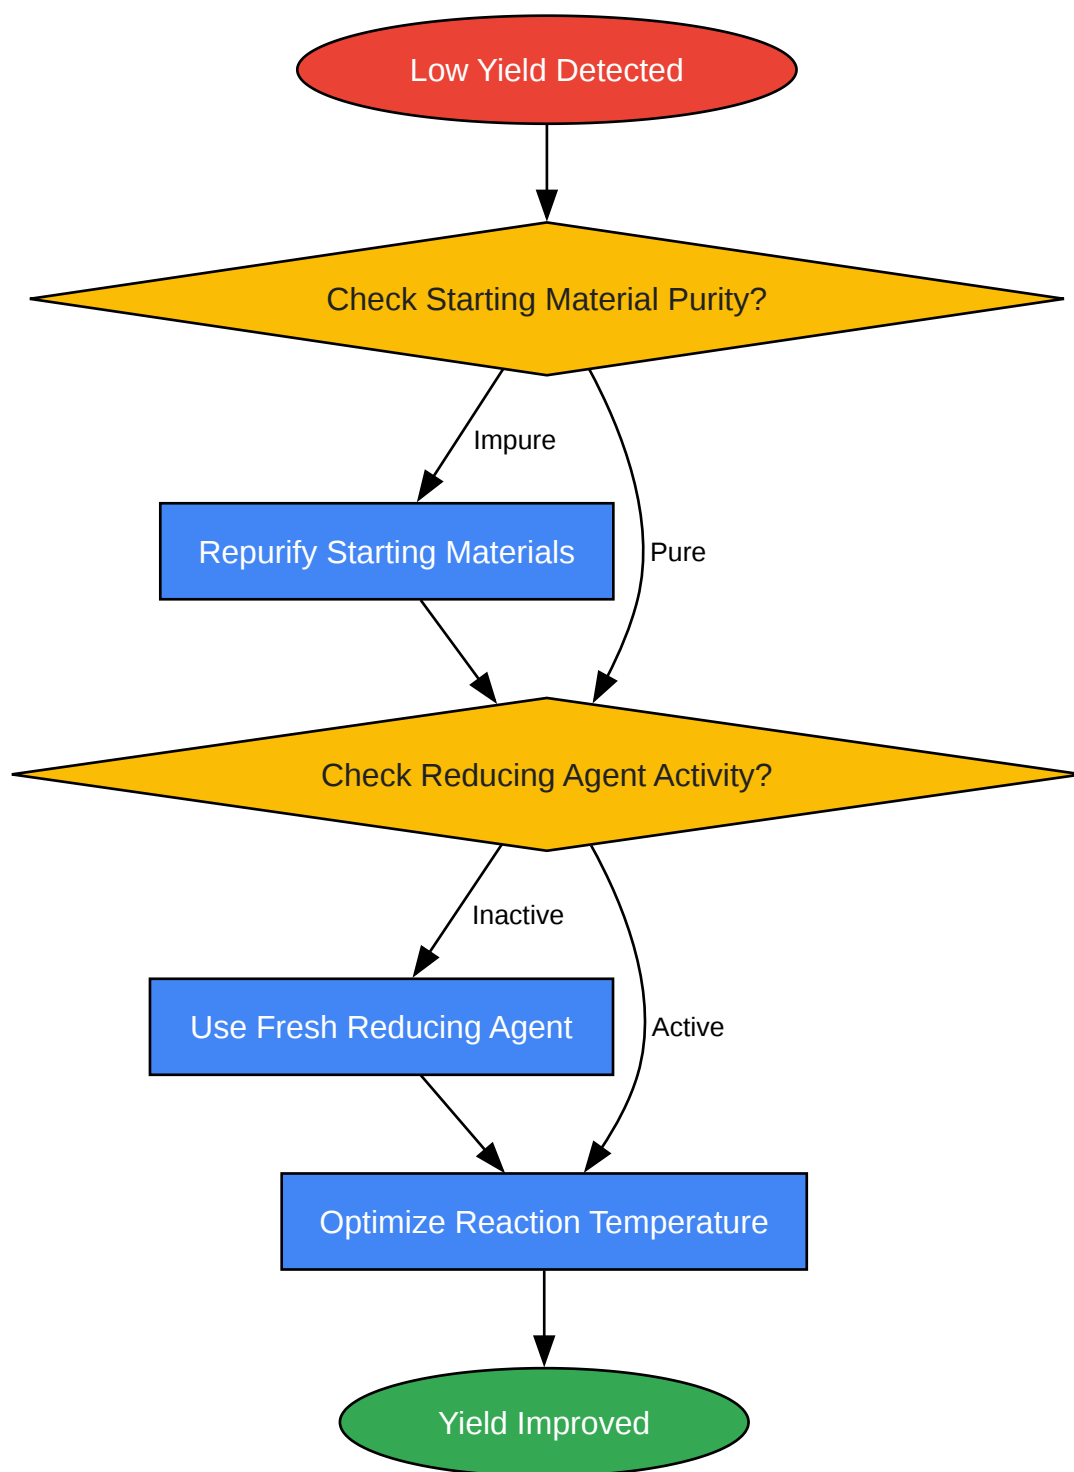 Low Yield Detected
Check Starting Material Purity?
Impure
Repurify Starting Materials
Pure
Check Reducing Agent Activity?
Inactive
Use Fresh Reducing Agent
Active
Optimize Reaction Temperature
Yield Improved